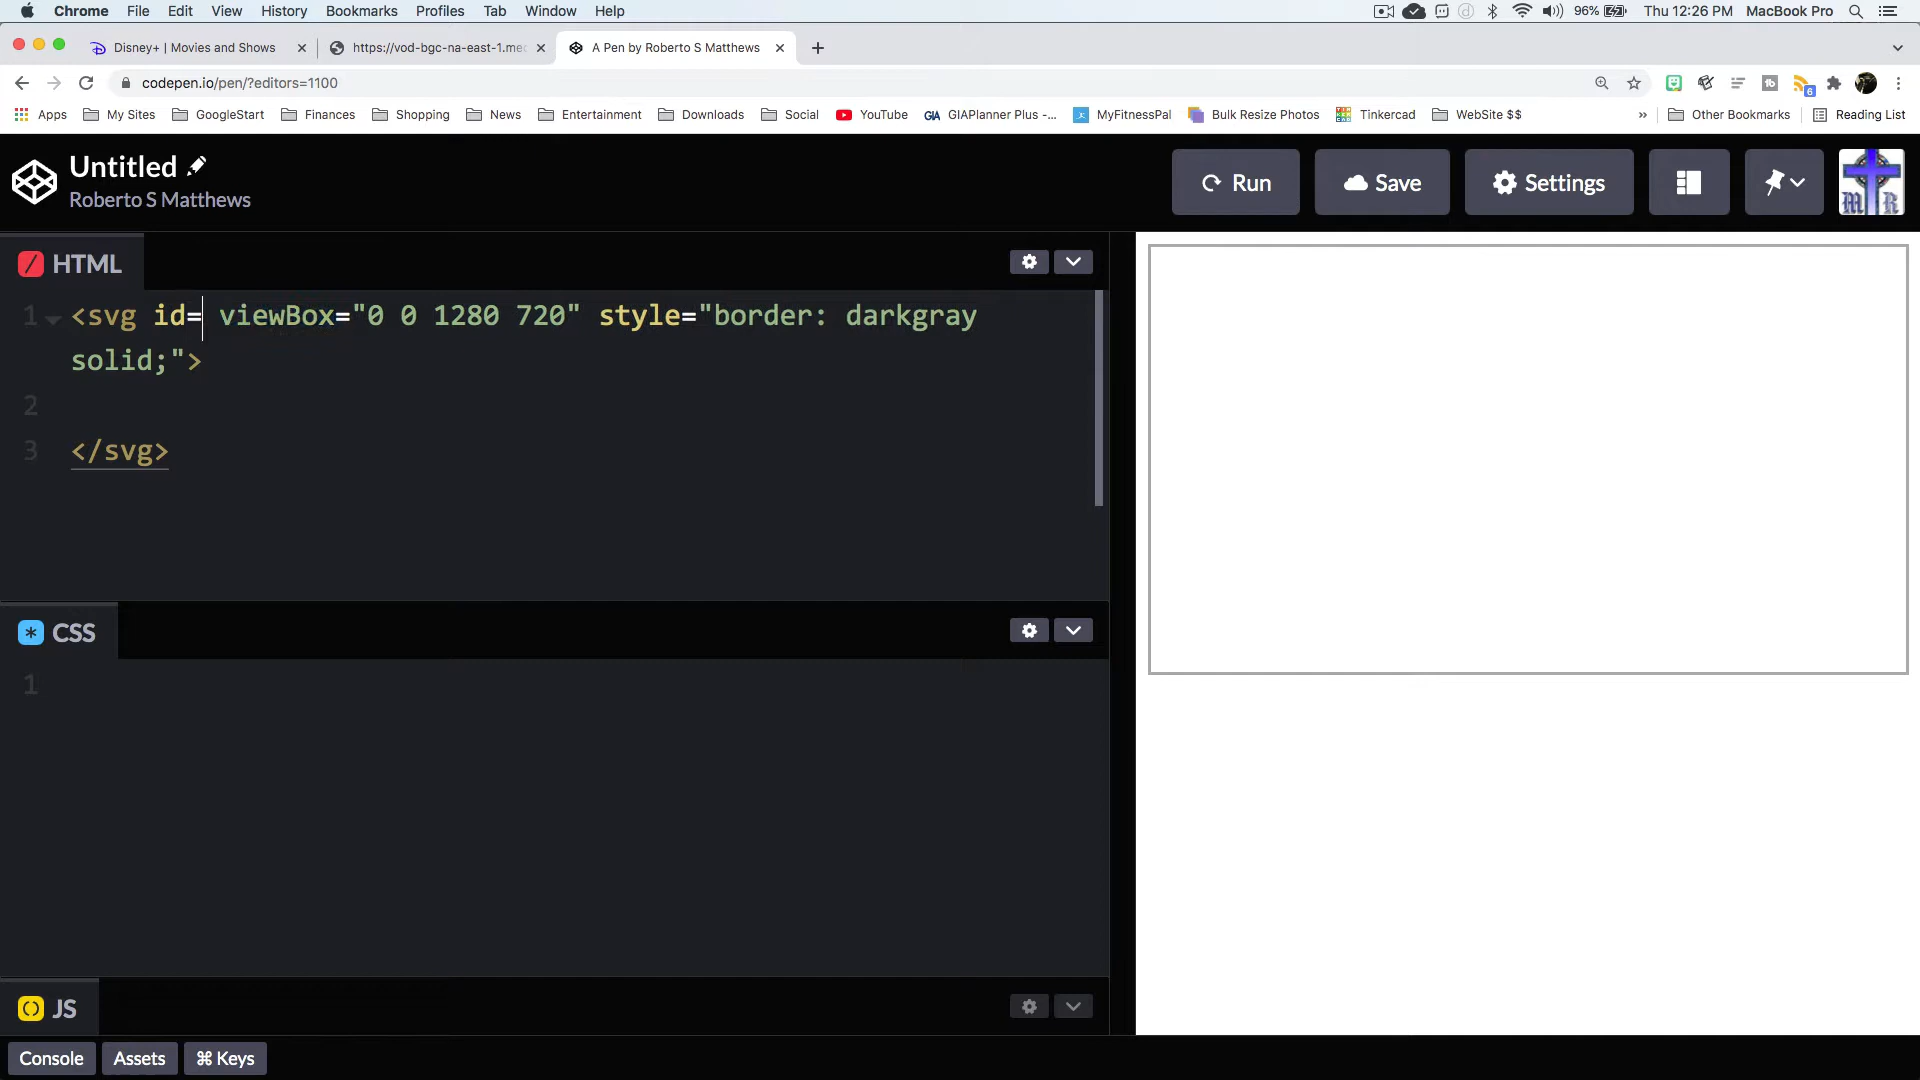 Chrome File Edit View History Bookmarks Profiles Tab Window Help 96% Thu 12:26 PM MacBook Pro
Disney+ | Movies and Shows https://vod-bgc-na-east-1.med A Pen by Roberto S Matthews
codepen.io/pen/?editors=1100
Apps My Sites GoogleStart Finances Shopping News Entertainment Downloads Social YouTube GIA GIAPlanner Plus -... MyFitnessPal Bulk Resize Photos Tinkercad WebSite $$ » Other Bookmarks Reading List
6
Untitled
Roberto S Matthews
Run Save Settings
M R
HTML
1 <svg id= viewBox="0 0 1280 720" style="border: darkgray
solid;">
2
3 </svg>
CSS
1
JS
Console Assets ⌘ Keys